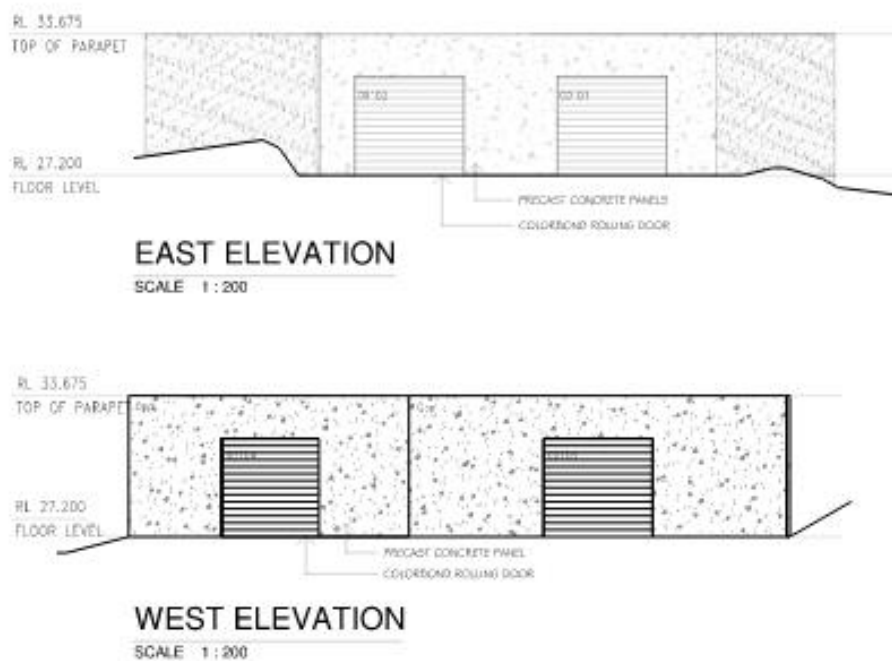 RL 33.675
TOP OF PARAPET
RL 27.200
FLOOR LEVEL
PRECAST CONCRETE PANELS
COLORBOND ROLLING DOOR
EAST ELEVATION
SCALE 1 : 200
RL 33.675
TOP OF PARAPET
RL 27.200
FLOOR LEVEL
PRECAST CONCRETE PANEL
COLORBOND ROLLING DOOR
WEST ELEVATION
SCALE 1 : 200